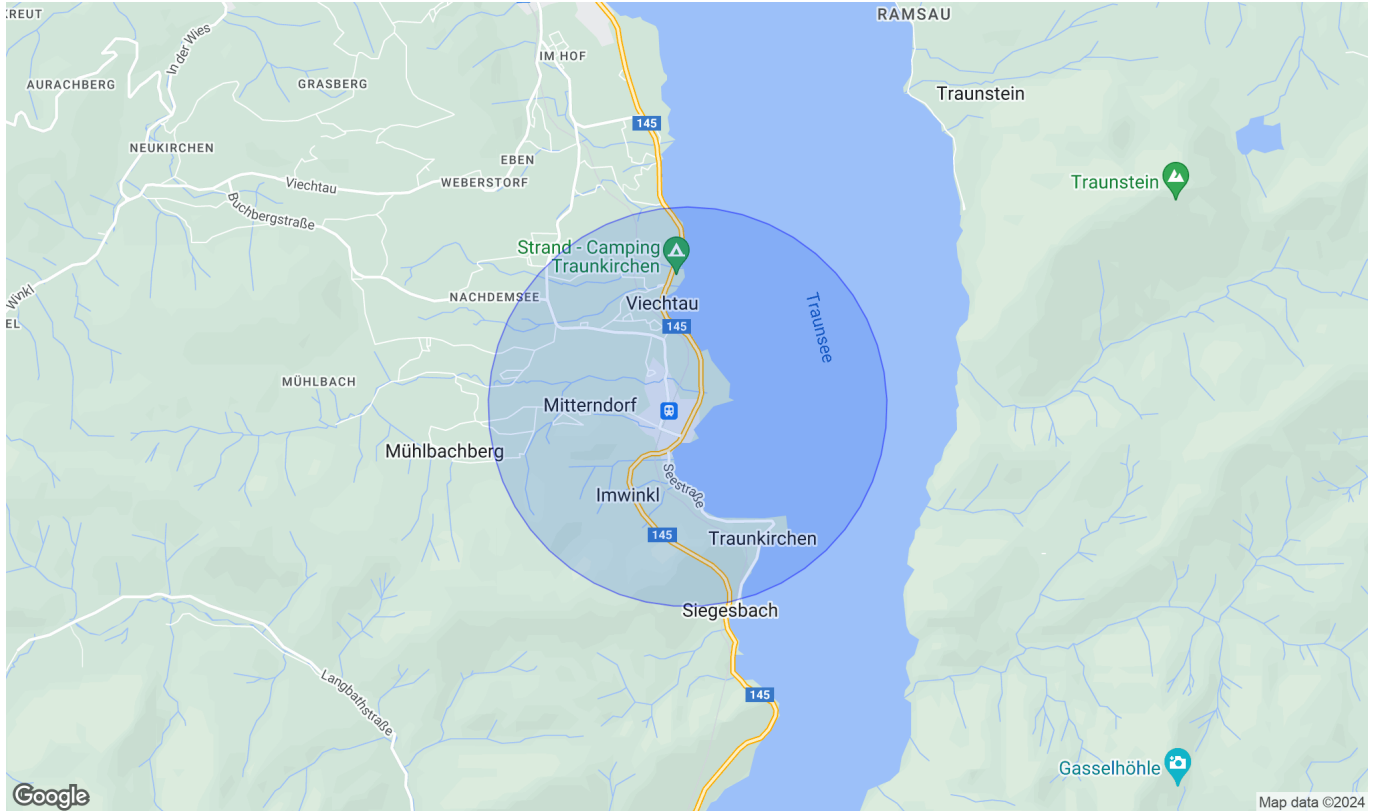 KREUT
RAMSAU
In der Wies
IM HOF
AURACHBERG
GRASBERG
Traunstein
145
NEUKIRCHEN
EBEN
Viechtau
WEBERSTORF
Traunstein
Buchbergstraße
Strand - Camping
Traunkirchen
Winkl
NACHDEMSEE
Viechtau
Traunsee
EL
145
MÜHLBACH
Mitterndorf
Mühlbachberg
Seestraße
Imwinkl
145
Traunkirchen
Siegesbach
Langbathstraße
145
Gasselhöhle
Google
Map data ©2024